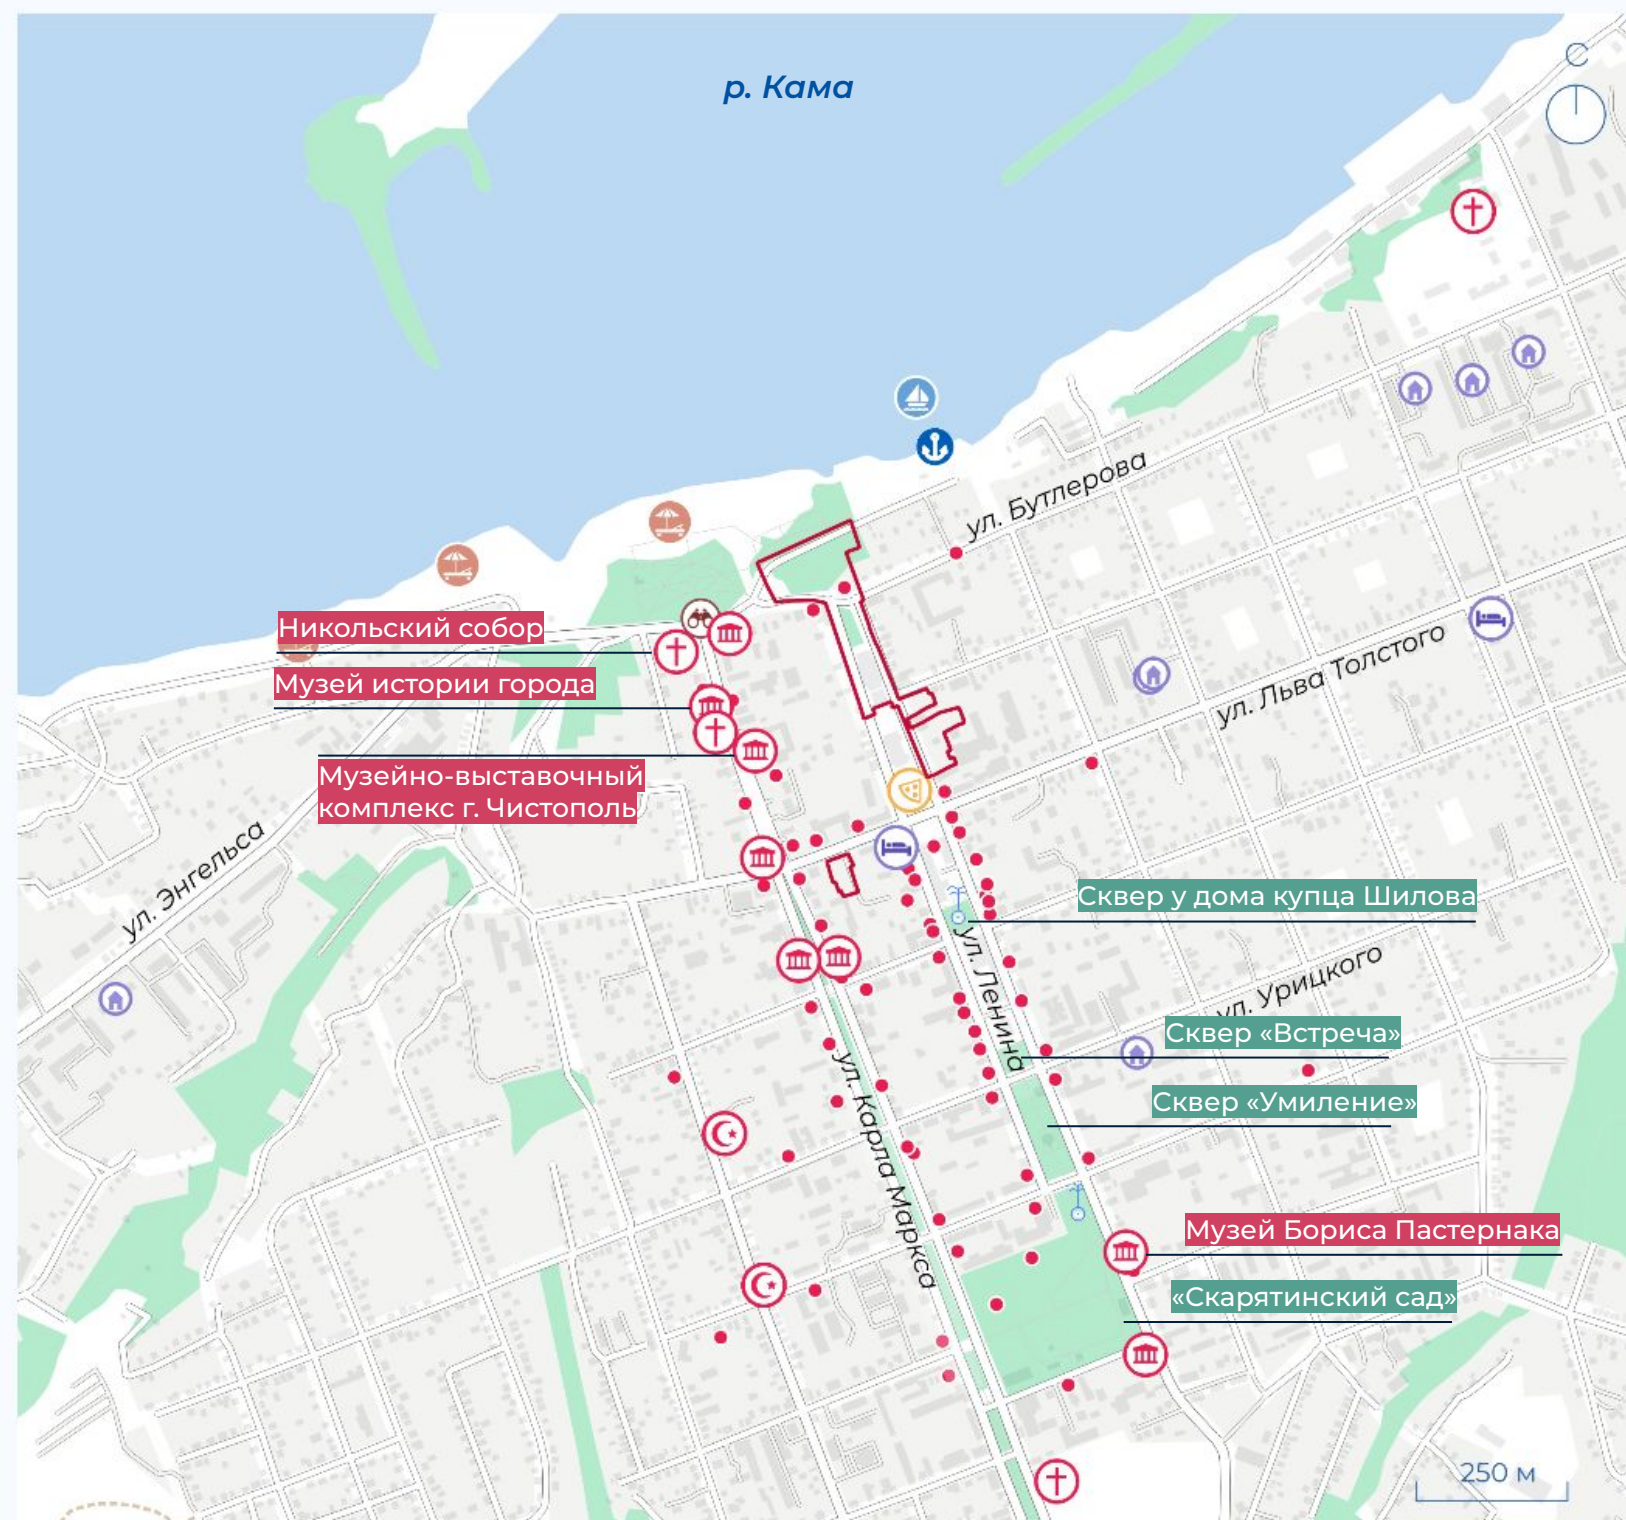 р. Кама
С
ул. Бутлерова
Никольский собор
ул. Льва Толстого
Музей истории города
Музейно-выставочный
комплекс г. Чистополь
ул. Энгельса
Сквер у дома купца Шилова
ул. Ленина
ул. Урицкого
Сквер «Встреча»
Сквер «Умиление»
ул. Карла Маркса
Музей Бориса Пастернака
«Скарятинский сад»
250 м